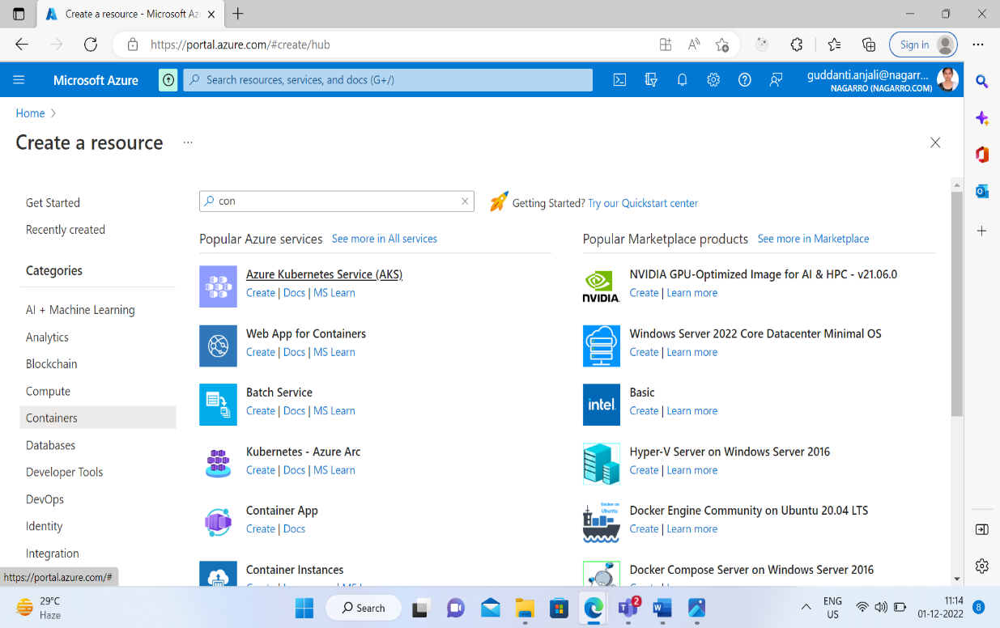 Create a resource - Microsoft Az
https://portal.azure.com/#create/hub
Sign in
Microsoft Azure
Search resources, services, and docs (G+/)
guddanti.anjali@nagarr...
NAGARRO (NAGARRO.COM)
Home >
Create a resource ...
Get Started
Recently created
Categories
AI + Machine Learning
Analytics
Blockchain
Compute
Containers
Databases
Developer Tools
DevOps
Identity
Integration
https://portal.azure.com/#
con
Getting Started? Try our Quickstart center
Popular Azure services See more in All services
Azure Kubernetes Service (AKS)
Create | Docs | MS Learn
Web App for Containers
Create | Docs | MS Learn
Batch Service
Create | Docs | MS Learn
Kubernetes - Azure Arc
Create | Docs | MS Learn
Container App
Create | Docs
Container Instances
Popular Marketplace products See more in Marketplace
NVIDIA
NVIDIA GPU-Optimized Image for AI & HPC - v21.06.0
Create | Learn more
Windows Server 2022 Core Datacenter Minimal OS
Create | Learn more
intel.
Basic
Create | Learn more
Hyper-V Server on Windows Server 2016
Create | Learn more
Docker on
Ubuntu
Docker Engine Community on Ubuntu 20.04 LTS
Create | Learn more
Docker Compose Server on Windows Server 2016
29°C
Haze
Search
2
ENG
US
11:14
01-12-2022
8